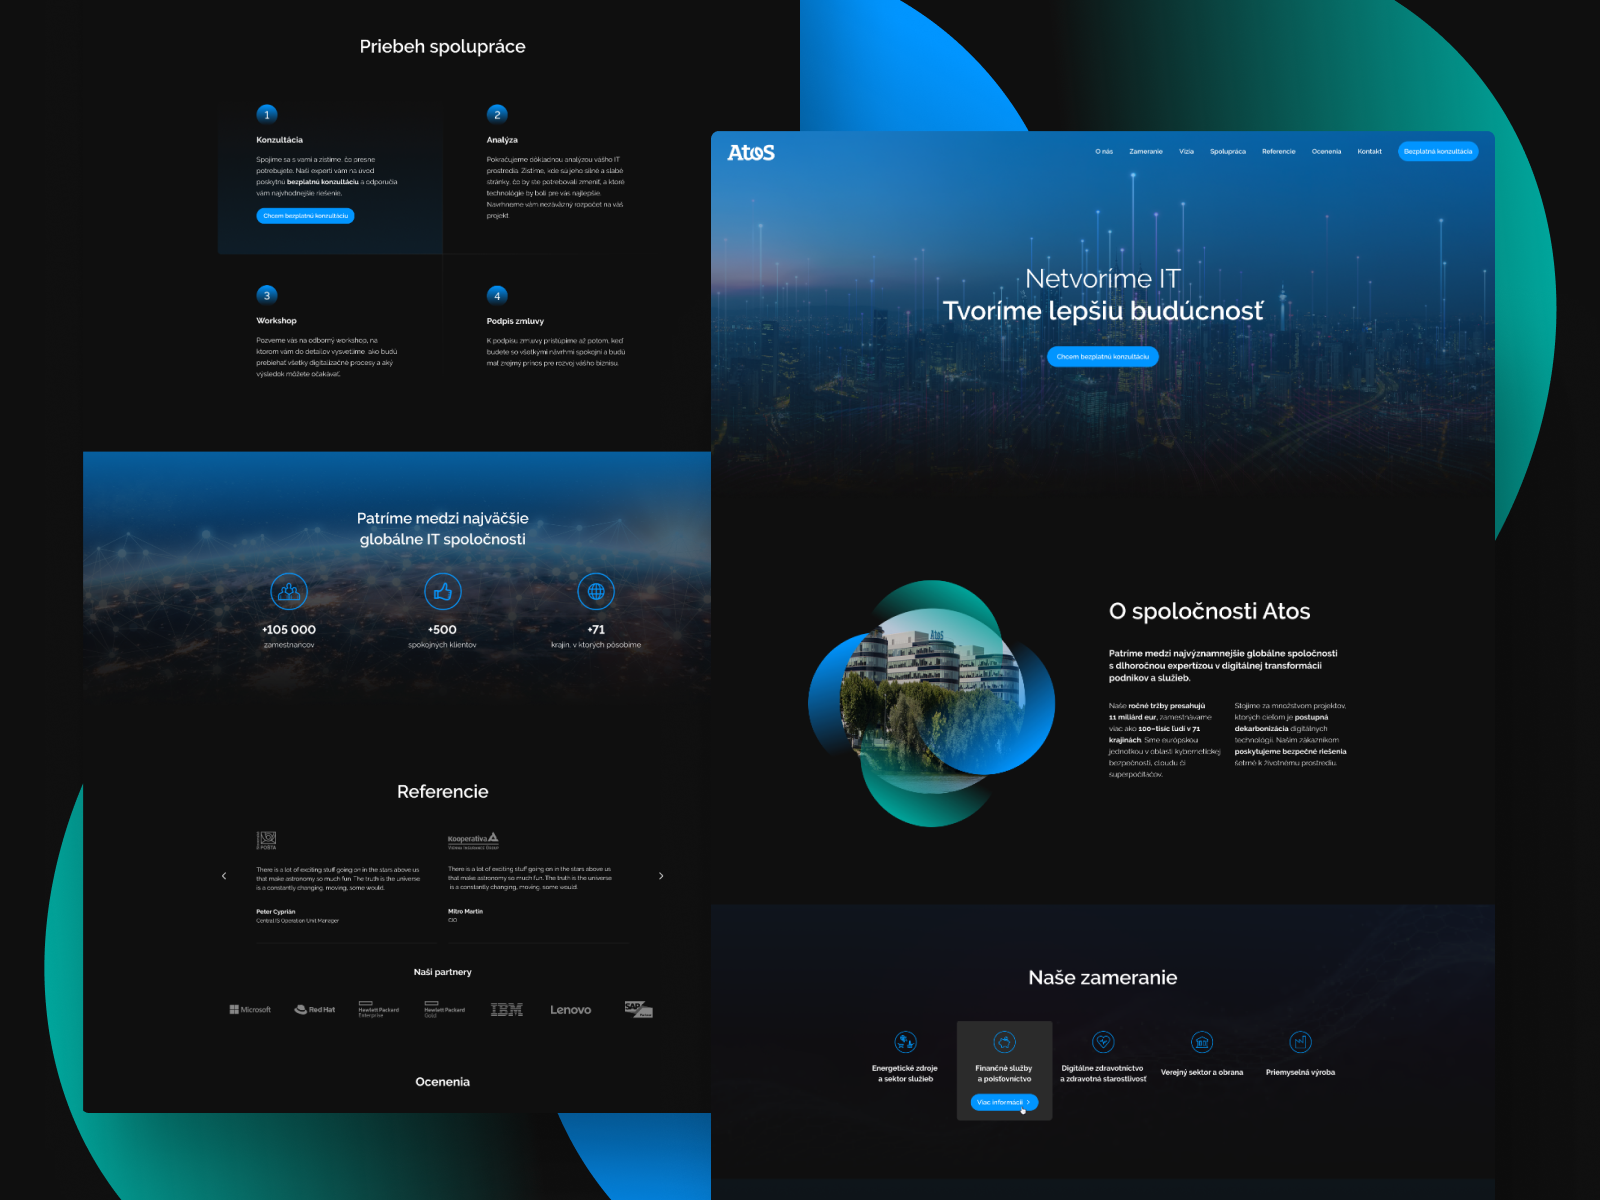 Priebeh spolupráce
1
Konzultácia
Spojíme sa s vami a zistíme, čo presne
potrebujete. Naši experti vám na úvod
poskytnú bezplatnú konzultáciu a odporučia
vám najvhodnejšie riešenie.
Chcem bezplatnú konzultáciu
2
Analýza
Pokračujeme dôkladnou analýzou vášho IT
prostredia. Zistíme, kde sú jeho silné a slabé
stránky, čo by ste potrebovali zmeniť, a ktoré
technológie by boli pre vás najlepšie.
Navrhneme vám nezáväzný rozpočet na váš
projekt.
3
Workshop
Pozveme vás na odborný workshop, na
ktorom vám do detailov vysvetlíme, ako budú
prebiehať všetky digitalizačné procesy a aký
výsledok môžete očakávať.
4
Podpis zmluvy
K podpisu zmluvy pristúpime až potom, keď
budete so všetkými návrhmi spokojní a budú
mať zrejmý prínos pre rozvoj vášho biznisu.
Patríme medzi najväčšie
globálne IT spoločnosti
+105 000
zamestnancov
+500
spokojných klientov
+71
krajín, v ktorých pôsobíme
Referencie
POŠTA
There is a lot of exciting stuff going on in the stars above us
that make astronomy so much fun. The truth is the universe
is a constantly changing, moving, some would.
Peter Cyprián
Central IS Operation Unit Manager
Kooperativa
Vienna Insurance Group
There is a lot of exciting stuff going on in the stars above us
that make astronomy so much fun. The truth is the universe
is a constantly changing, moving, some would.
Mitro Martin
CIO
Naši partnery
Microsoft
Red Hat
Hewlett Packard
Enterprise
Hewlett Packard
Gold
IBM
Lenovo
SAP
Ocenenia
Atos
O nás
Zameranie
Vízia
Spolupráca
Referencie
Ocenenia
Kontakt
Bezplatná konzultácia
Netvoríme IT
Tvoríme lepšiu budúcnosť
Chcem bezplatnú konzultáciu
Atos
O spoločnosti Atos
Patríme medzi najvýznamnejšie globálne spoločnosti
s dlhoročnou expertízou v digitálnej transformácii
podnikov a služieb.
Naše ročné tržby presahujú
11 miliárd eur, zamestnávame
viac ako 100-tisíc ľudí v 71
krajinách. Sme európskou
jednotkou v oblasti kybernetickej
bezpečnosti, cloudu či
superpočítačov.
Stojíme za množstvom projektov,
ktorých cieľom je postupná
dekarbonizácia digitálnych
technológií. Našim zákazníkom
poskytujeme bezpečné riešenia
šetrné k životnému prostrediu.
Naše zameranie
Energetické zdroje
a sektor služieb
Finančné služby
a poisťovníctvo
Viac informácií
Digitálne zdravotníctvo
a zdravotná starostlivosť
Verejný sektor a obrana
Priemyselná výroba